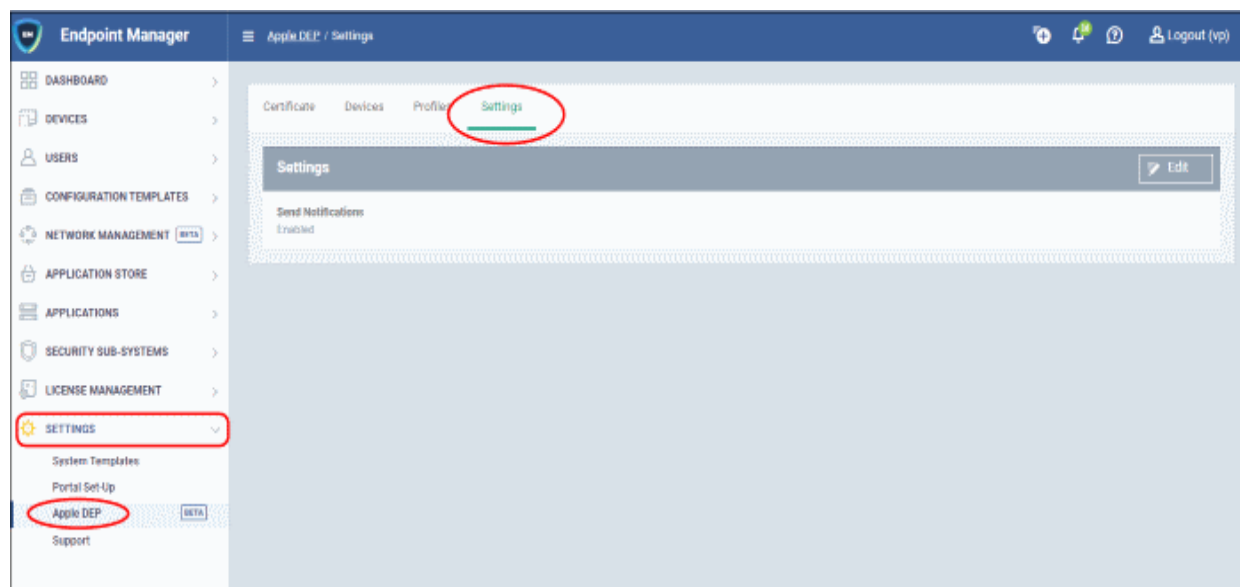 EM
Endpoint Manager
Apple DEP / Settings
Logout (vp)
DASHBOARD
DEVICES
USERS
CONFIGURATION TEMPLATES
NETWORK MANAGEMENT BETA
APPLICATION STORE
APPLICATIONS
SECURITY SUB-SYSTEMS
LICENSE MANAGEMENT
SETTINGS
System Templates
Portal Set-Up
Apple DEP BETA
Support
Certificate Devices Profiles Settings
Settings Edit
Send Notifications
Enabled